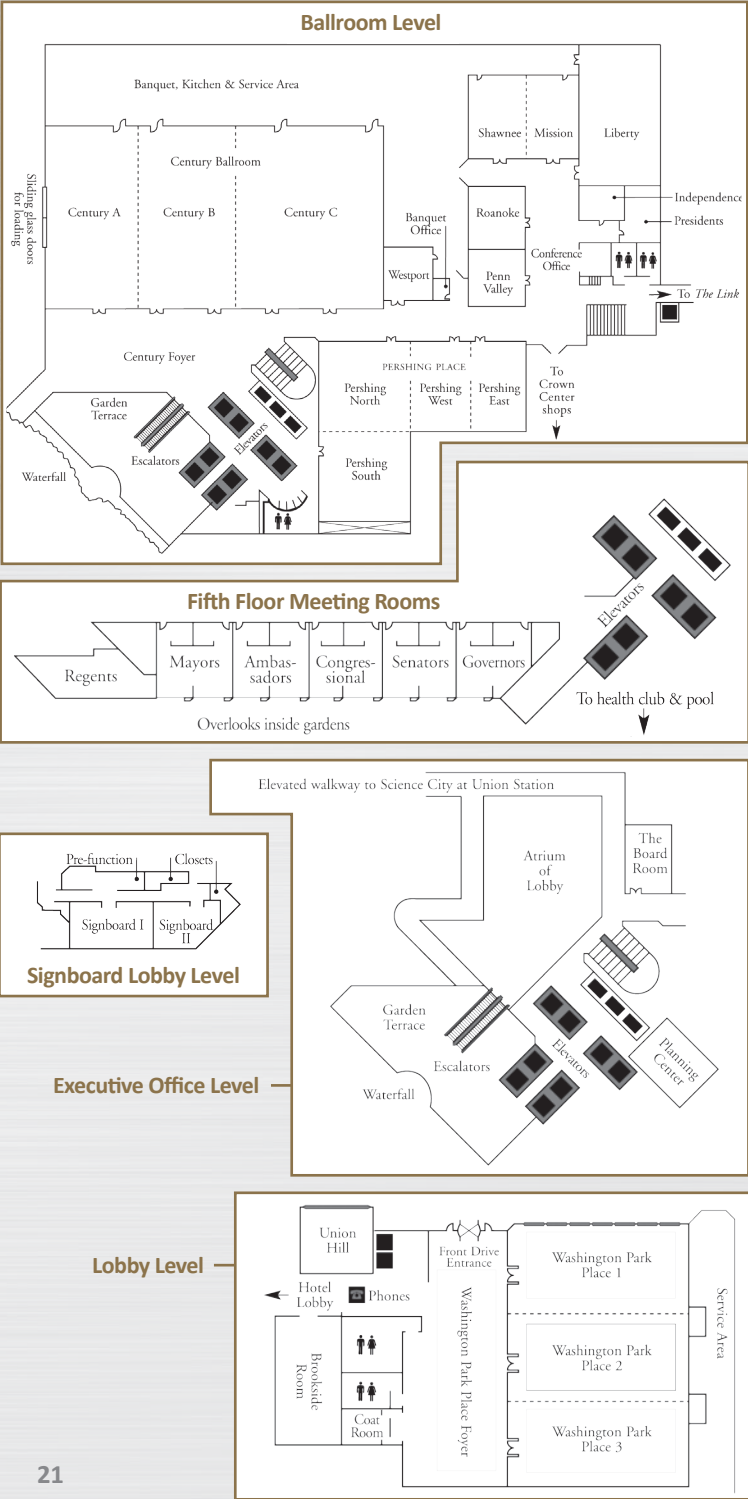 Ballroom Level
Banquet, Kitchen & Service Area
Shawnee
Mission
Liberty
Century Ballroom
Sliding glass doors
for loading
Century A
Century B
Century C
Independence
Presidents
Roanoke
Banquet
Office
Conference
Office
Westport
Penn
Valley
To The Link
Century Foyer
PERSHING PLACE
To
Crown
Center
shops
Pershing
North
Pershing
West
Pershing
East
Garden
Terrace
Elevators
Escalators
Waterfall
Pershing
South
Fifth Floor Meeting Rooms
Elevators
Regents
Mayors
Ambas-
sadors
Congres-
sional
Senators
Governors
To health club & pool
Overlooks inside gardens
Elevated walkway to Science City at Union Station
The
Board
Room
Atrium
of
Lobby
Pre-function
Closets
Signboard I
Signboard
II
Signboard Lobby Level
Garden
Terrace
Elevators
Escalators
Planning
Center
Waterfall
Executive Office Level
Union
Hill
Front Drive
Entrance
Washington Park
Place 1
Lobby Level
Hotel
Lobby
Phones
Service Area
Washington Park Place Foyer
Washington Park
Place 2
Brookside
Room
Coat
Room
Washington Park
Place 3
21